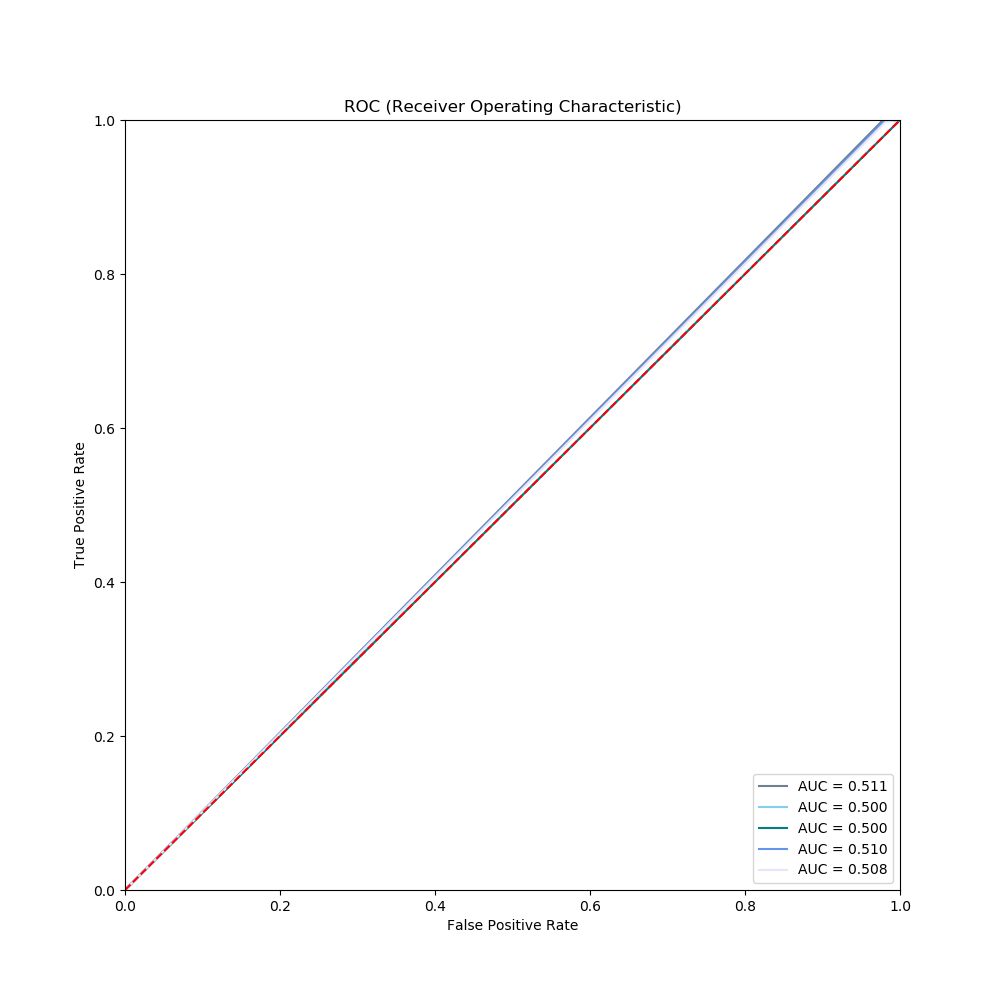 ROC (Receiver Operating Characteristic)
1.0
0.8
0.6
0.4
0.2
0.0
True Positive Rate
0.0 0.2 0.4 0.6 0.8 1.0
False Positive Rate
AUC = 0.511
AUC = 0.500
AUC = 0.500
AUC = 0.510
AUC = 0.508